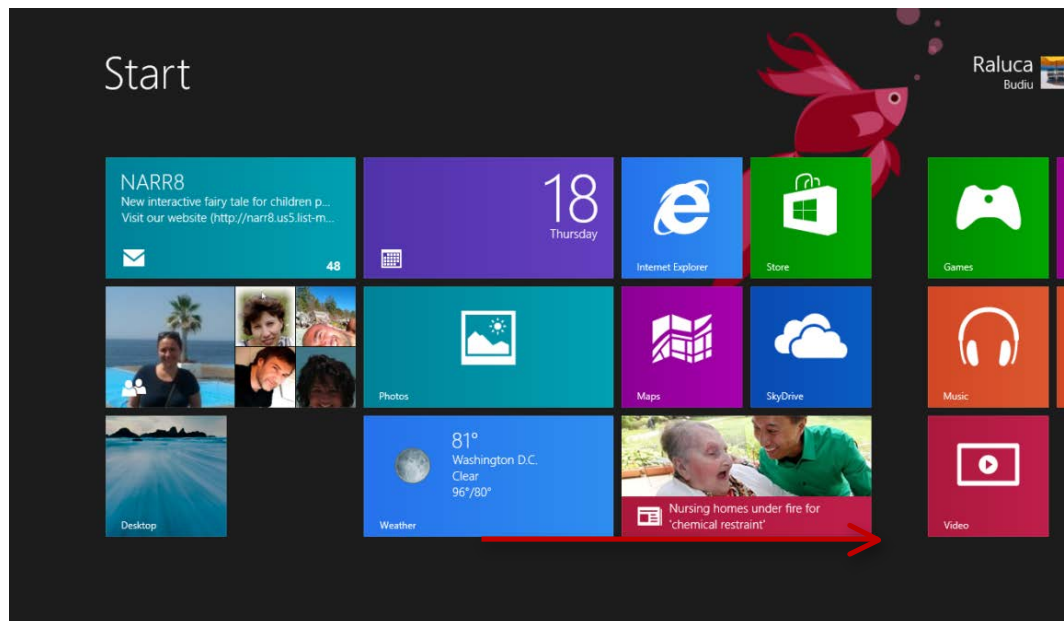 Start
Raluca
Budiu
NARR8
New interactive fairy tale for children p...
Visit our website (http://narr8.us5.list-m...
48
18
Thursday
Internet Explorer
Store
Games
Photos
Maps
SkyDrive
Music
Desktop
81°
Washington D.C.
Clear
96°/80°
Weather
Nursing homes under fire for
'chemical restraint'
Video